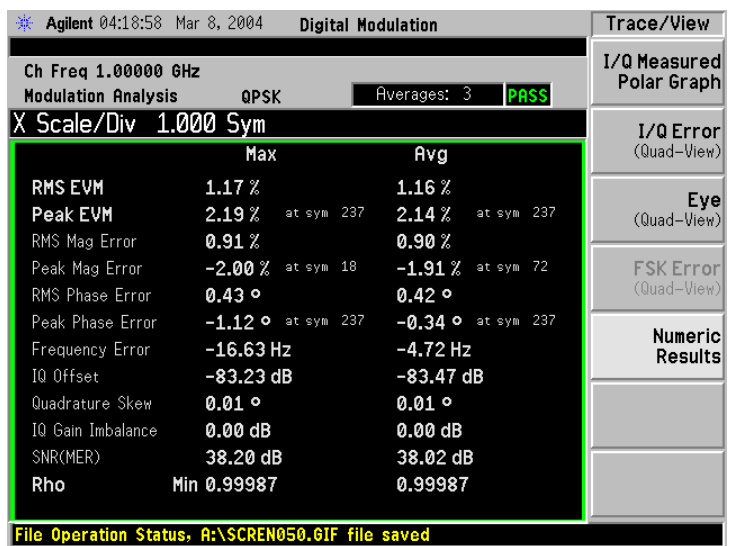 Agilent 04:18:58 Mar 8, 2004 Digital Modulation Trace/View
Ch Freq 1.00000 GHz
Modulation Analysis QPSK Averages: 3 PASS
X Scale/Div 1.000 Sym
Max Avg
RMS EVM 1.17 % 1.16 %
Peak EVM 2.19 % at sym 237 2.14 % at sym 237
RMS Mag Error 0.91 % 0.90 %
Peak Mag Error -2.00 % at sym 18 -1.91 % at sym 72
RMS Phase Error 0.43 ° 0.42 °
Peak Phase Error -1.12 ° at sym 237 -0.34 ° at sym 237
Frequency Error -16.63 Hz -4.72 Hz
IQ Offset -83.23 dB -83.47 dB
Quadrature Skew 0.01 ° 0.01 °
IQ Gain Imbalance 0.00 dB 0.00 dB
SNR(MER) 38.20 dB 38.02 dB
Rho Min 0.99987 0.99987
I/Q Measured
Polar Graph
I/Q Error
(Quad-View)
Eye
(Quad-View)
FSK Error
(Quad-View)
Numeric
Results
File Operation Status, A:\SCREN050.GIF file saved